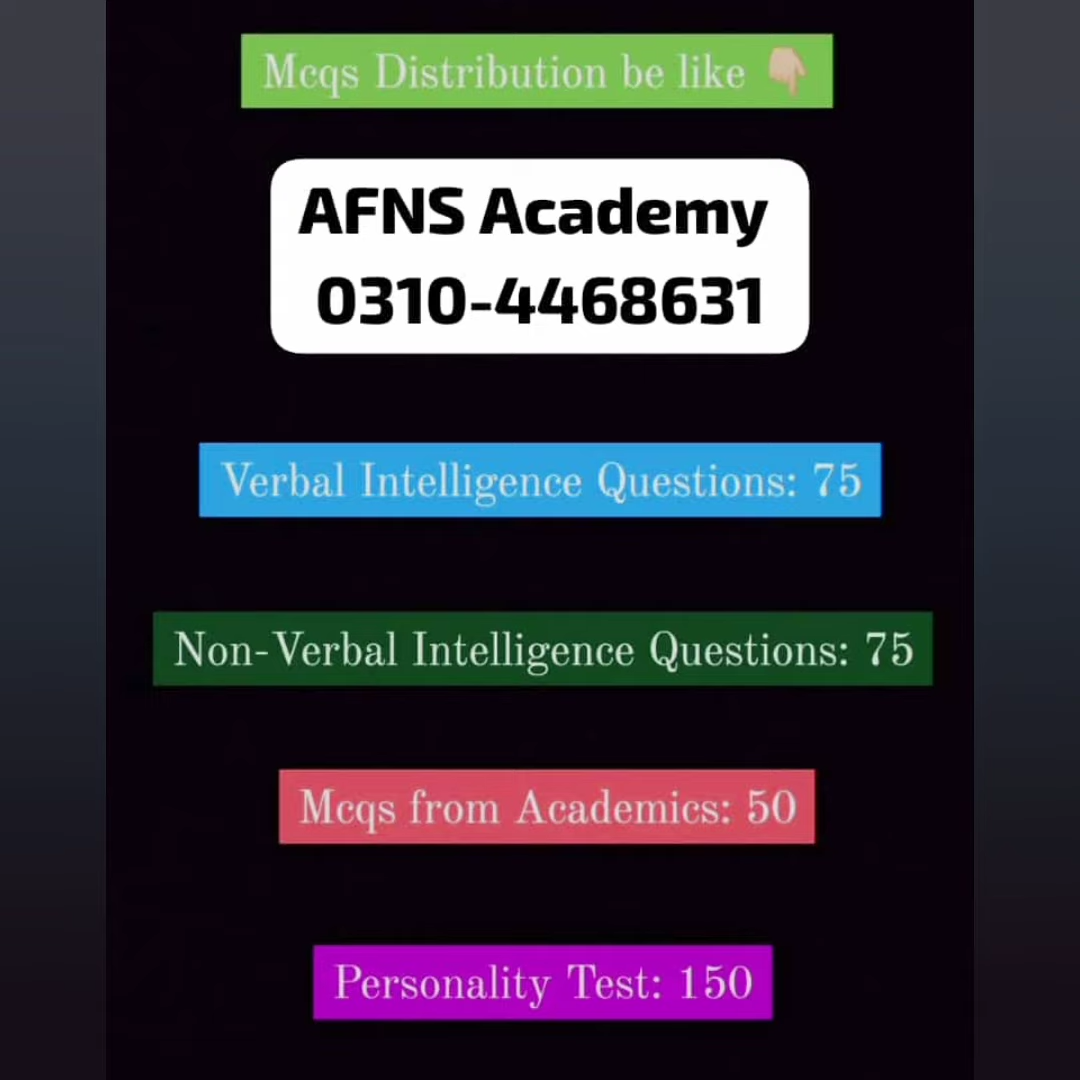 Mcqs Distribution be like 👇🏼
AFNS Academy
0310-4468631
Verbal Intelligence Questions: 75
Non-Verbal Intelligence Questions: 75
Mcqs from Academics: 50
Personality Test: 150